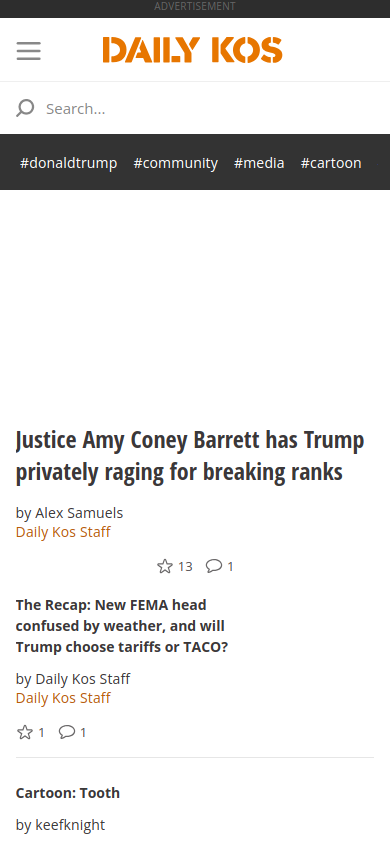 ADVERTISEMENT
DAILY KOS
Search...
#donaldtrump #community #media #cartoon
Justice Amy Coney Barrett has Trump
privately raging for breaking ranks
by Alex Samuels
Daily Kos Staff
13 1
The Recap: New FEMA head
confused by weather, and will
Trump choose tariffs or TACO?
by Daily Kos Staff
Daily Kos Staff
1 1
Cartoon: Tooth
by keefknight